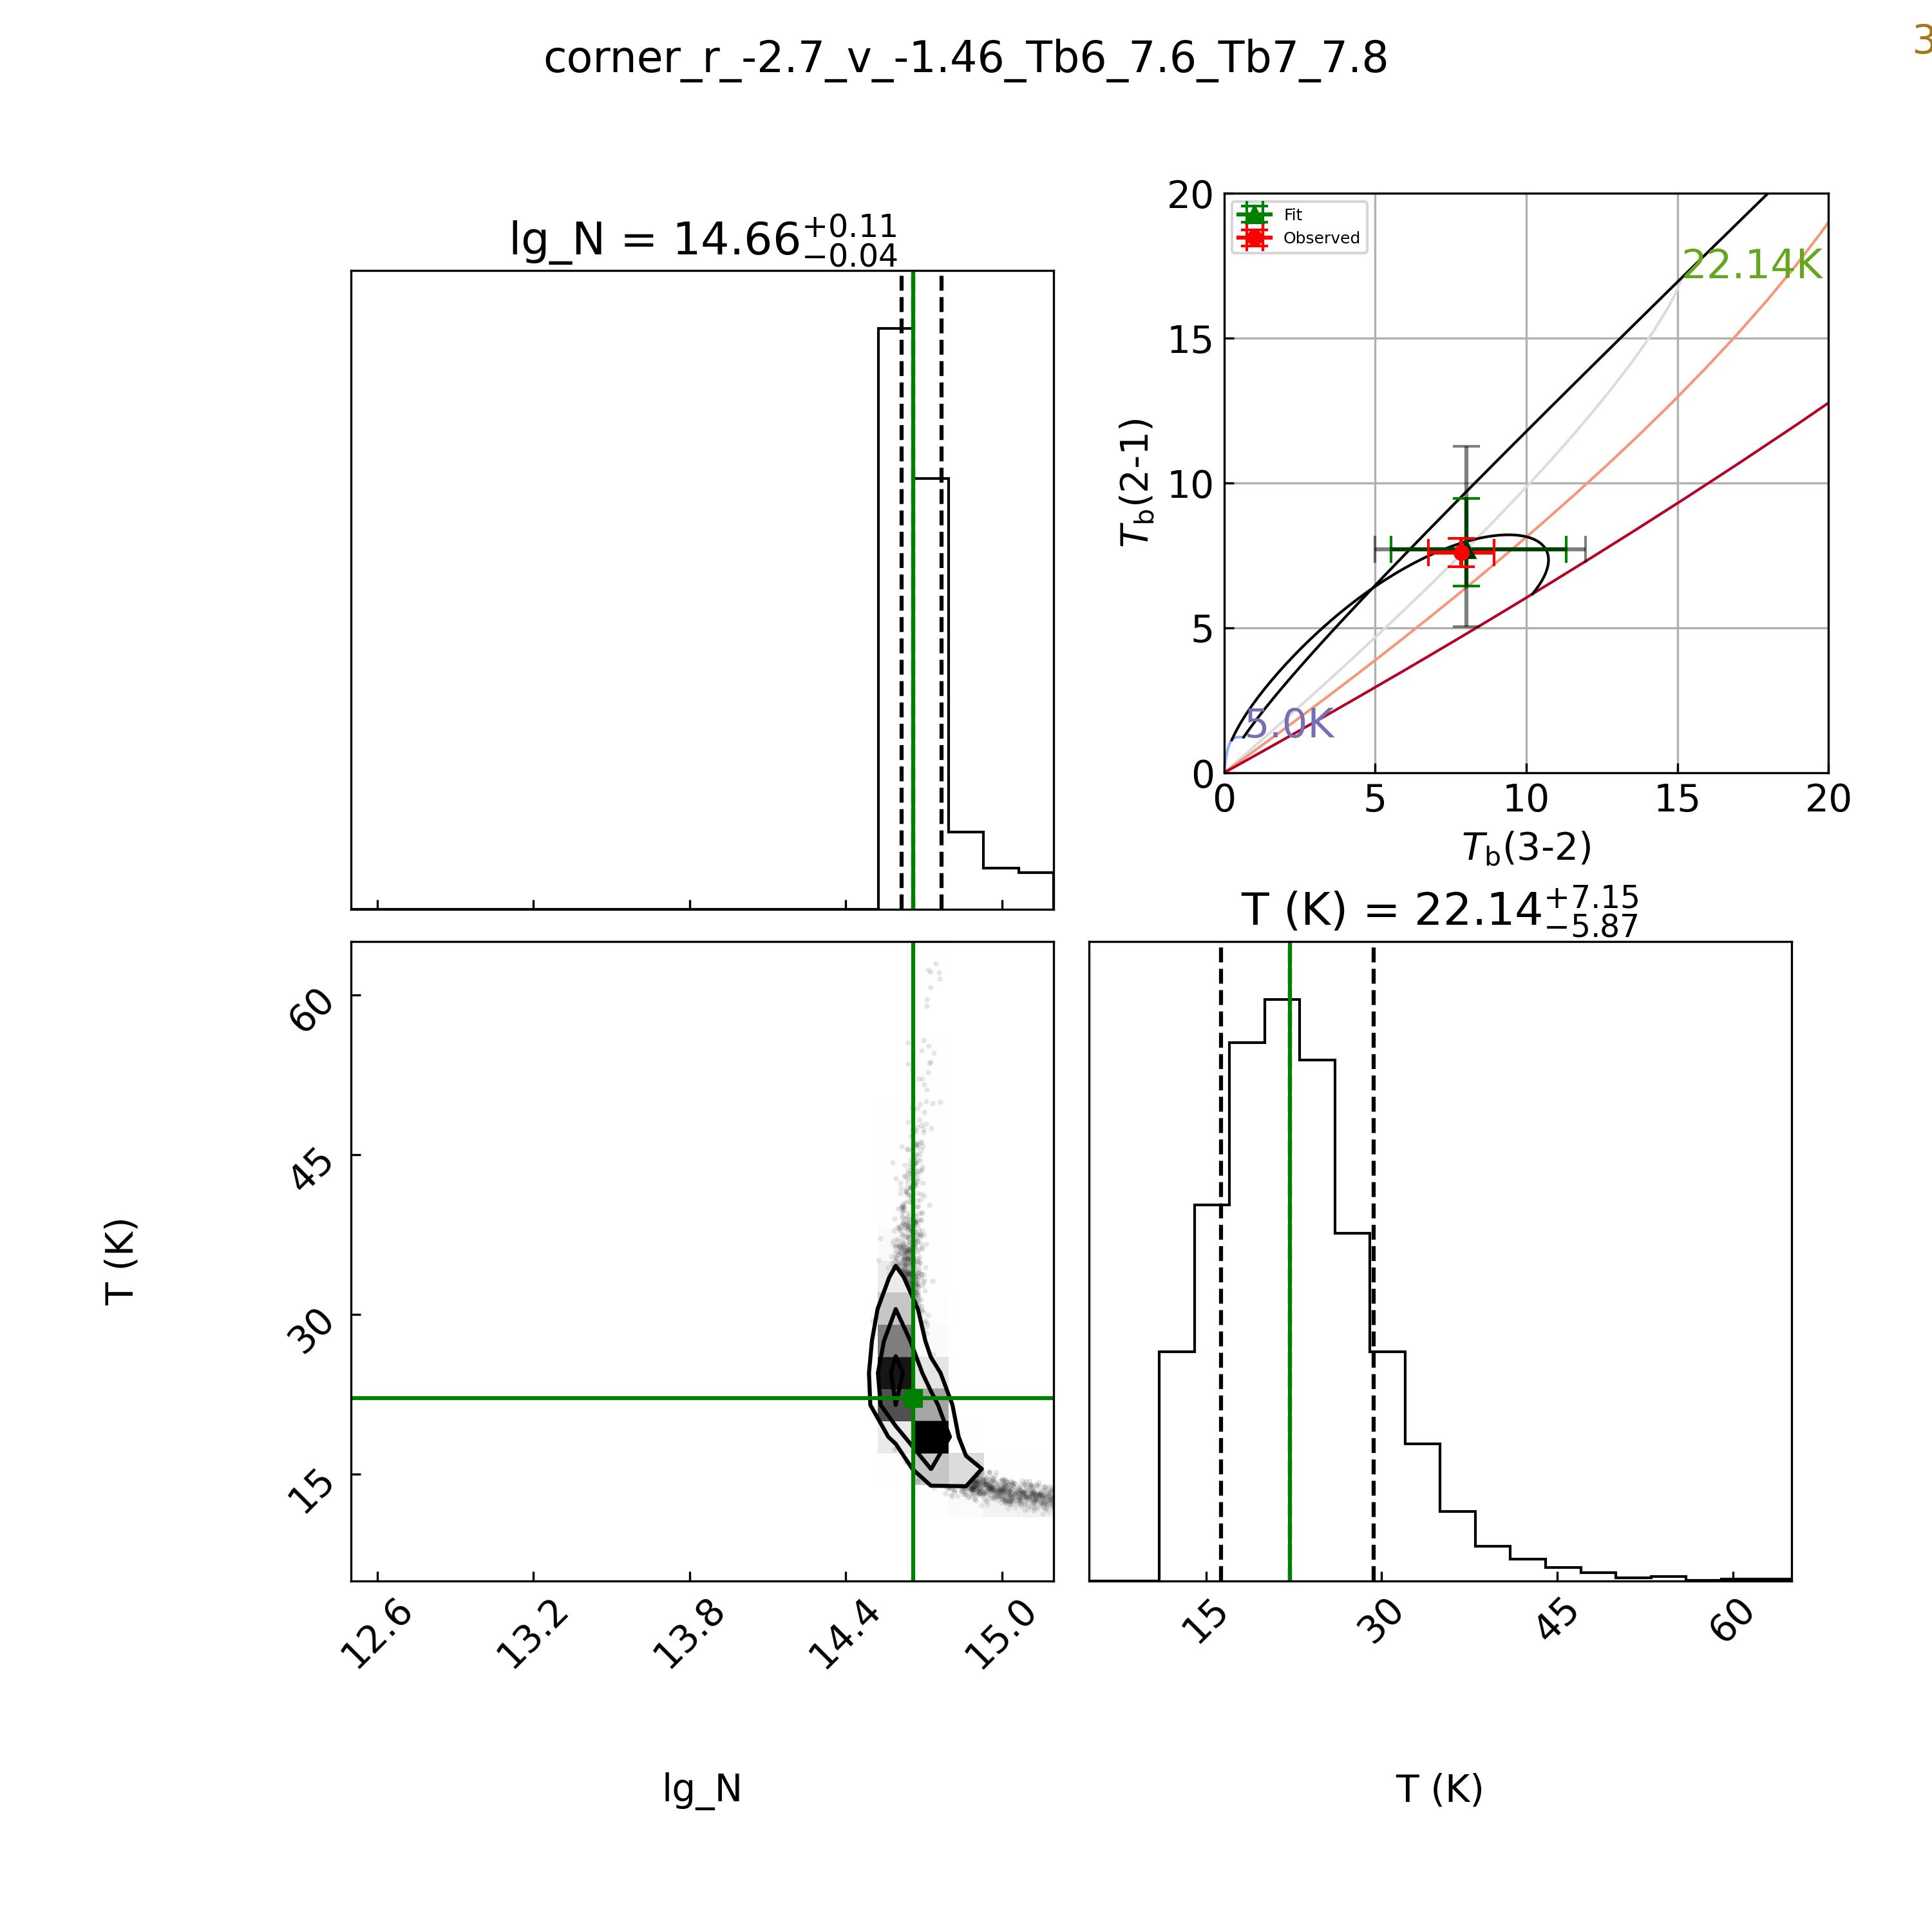 corner_r_-2.7_v_-1.46_Tb6_7.6_Tb7_7.8
3
lg_N = 14.66+0.11−0.04
20
15
10
5
0
Tb(2-1)
Fit
Observed
22.14K
5.0K
0 5 10 15 20
Tb(3-2)
T (K) = 22.14+7.15−5.87
60
45
30
15
T (K)
12.6 13.2 13.8 14.4 15.0
lg_N
15 30 45 60
T (K)